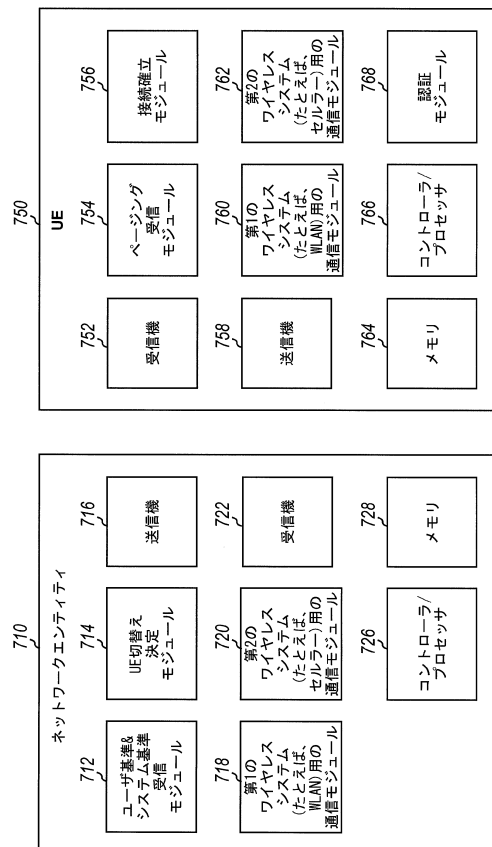 710
ネットワークエンティティ
712
ユーザ基準&
システム基準
受信
モジュール
714
UE切替え
決定
モジュール
716
送信機
718
第1の
ワイヤレス
システム
(たとえば、
WLAN)用の
通信モジュール
720
第2の
ワイヤレス
システム
(たとえば、
セルラー)用の
通信モジュール
722
受信機
726
コントローラ/
プロセッサ
728
メモリ
750
UE
752
受信機
754
ページング
受信
モジュール
756
接続確立
モジュール
758
送信機
760
第1の
ワイヤレス
システム
(たとえば、
WLAN)用の
通信モジュール
762
第2の
ワイヤレス
システム
(たとえば、
セルラー)用の
通信モジュール
764
メモリ
766
コントローラ/
プロセッサ
768
認証
モジュール